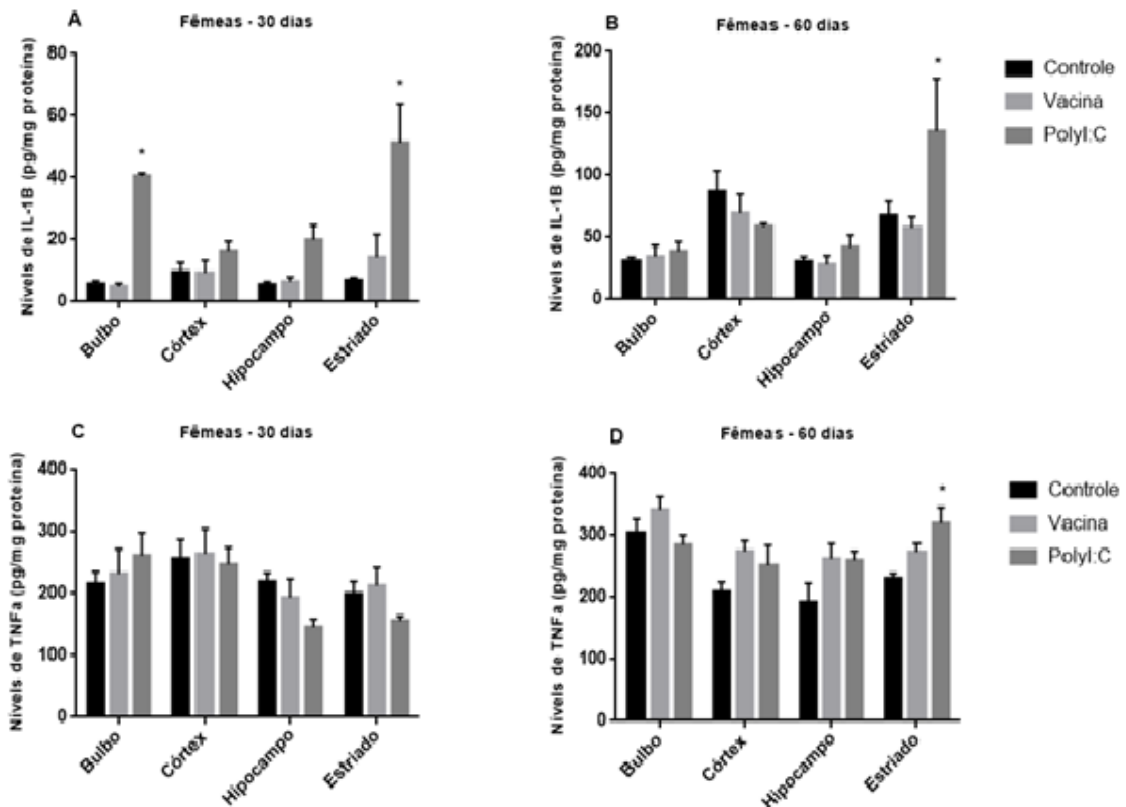 A
Fêmeas - 30 dias
Níveis de IL-1B (pg/mg proteína)
80
60
40
20
0
*
*
Bulbo
Córtex
Hipocampo
Estriado
B
Fêmeas - 60 dias
Níveis de IL-1B (pg/mg proteína)
200
150
100
50
0
*
Bulbo
Córtex
Hipocampo
Estriado
Controle
Vacina
PolyI:C
C
Fêmeas - 30 dias
Níveis de TNFa (pg/mg proteína)
400
300
200
100
0
Bulbo
Córtex
Hipocampo
Estriado
D
Fêmeas - 60 dias
Níveis de TNFa (pg/mg proteína)
400
300
200
100
0
*
Bulbo
Córtex
Hipocampo
Estriado
Controle
Vacina
PolyI:C